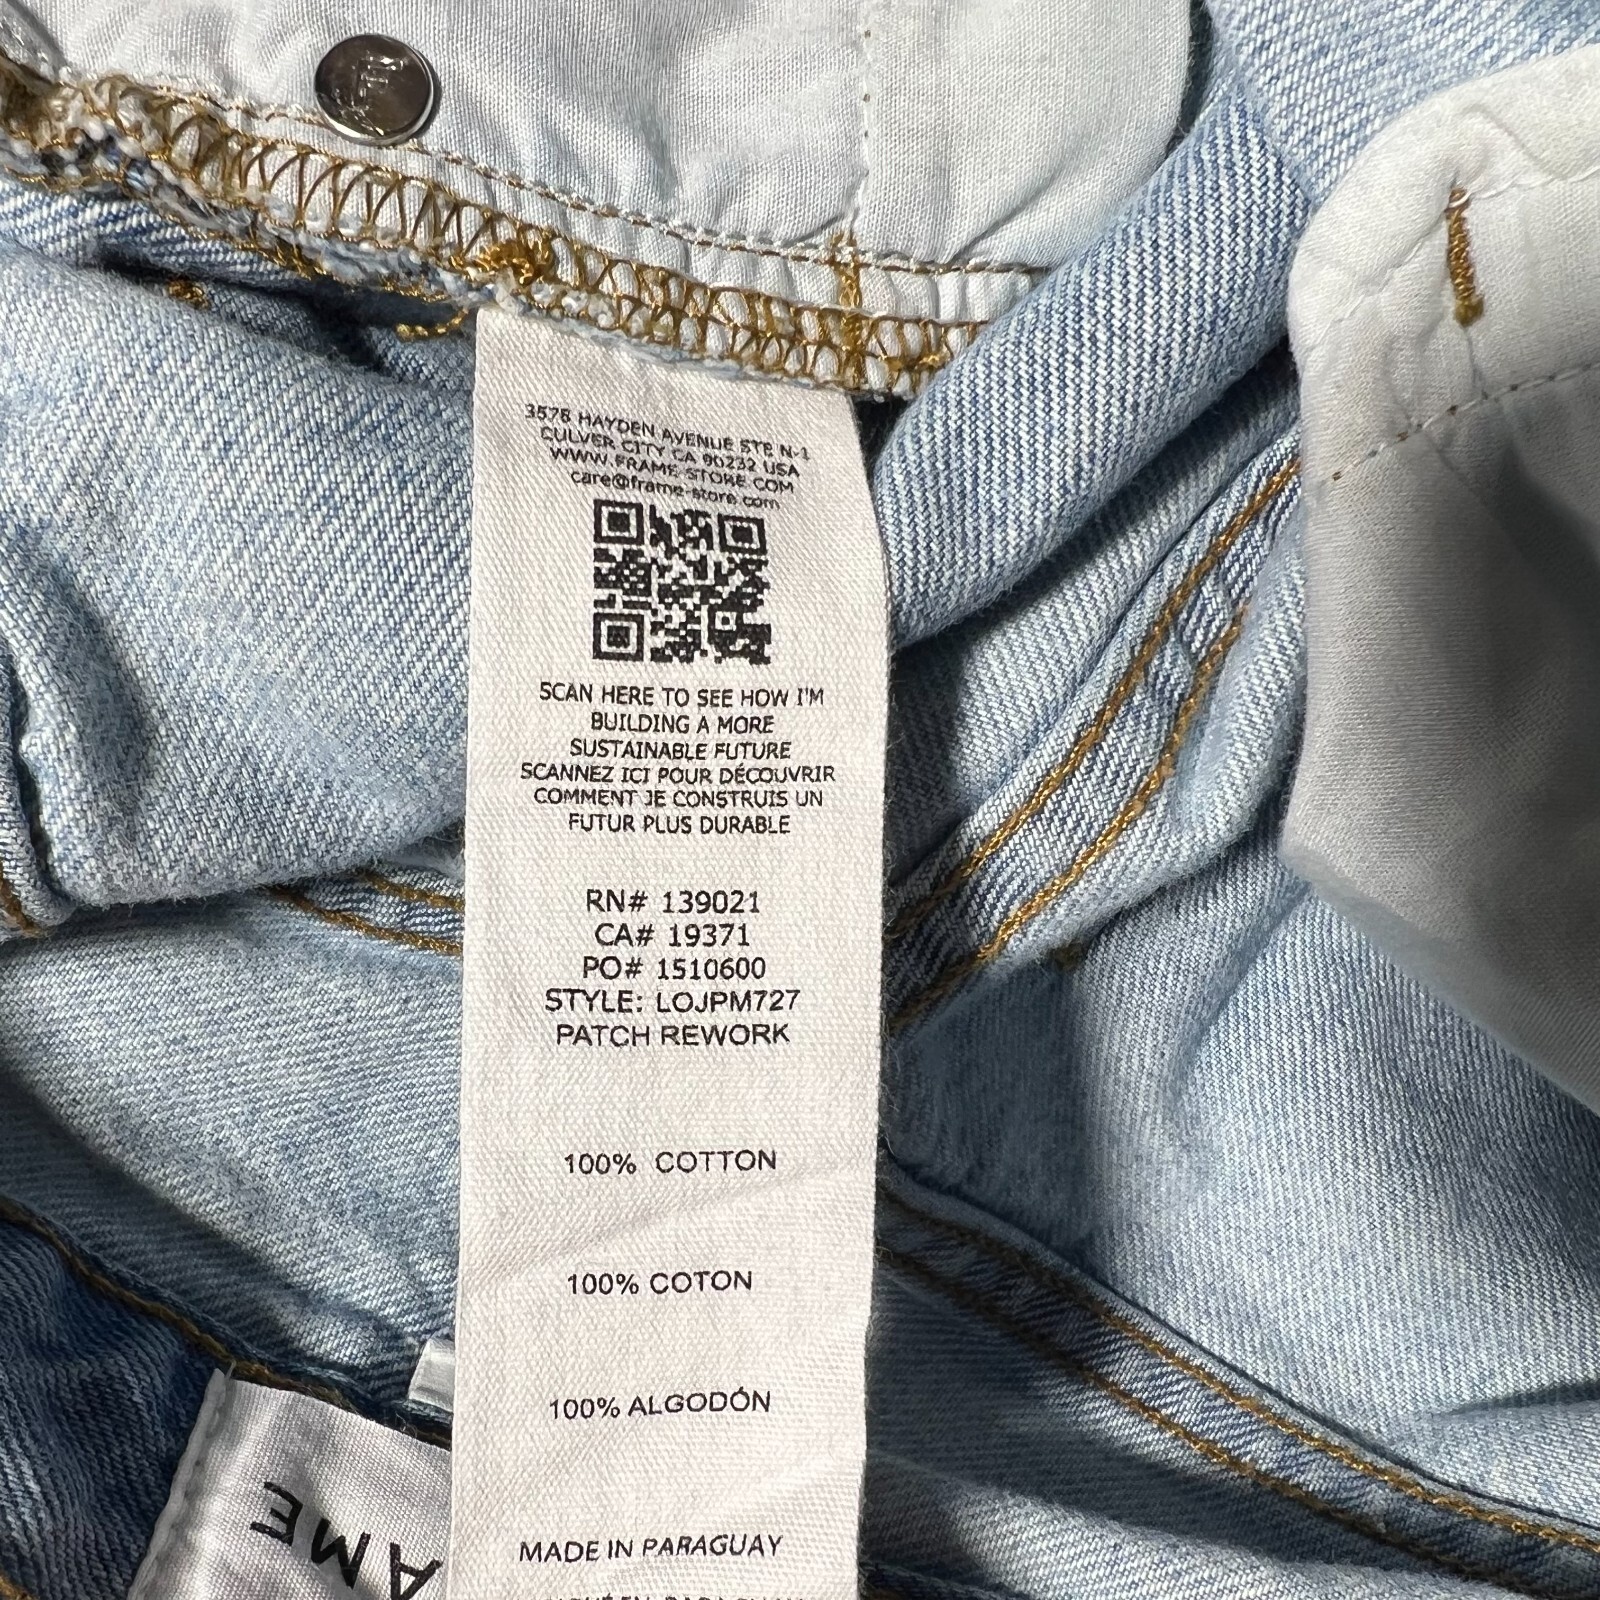 3578 HAYDEN AVENUE STE N-1
CULVER CITY CA 90232 USA
WWW.FRAME-STORE.COM
care@frame-store.com
SCAN HERE TO SEE HOW I'M
BUILDING A MORE
SUSTAINABLE FUTURE
SCANNEZ ICI POUR DÉCOUVRIR
COMMENT JE CONSTRUIS UN
FUTUR PLUS DURABLE
RN# 139021
CA# 19371
PO# 1510600
STYLE: LOJPM727
PATCH REWORK
100% COTTON
100% COTON
100% ALGODÓN
MADE IN PARAGUAY
AME